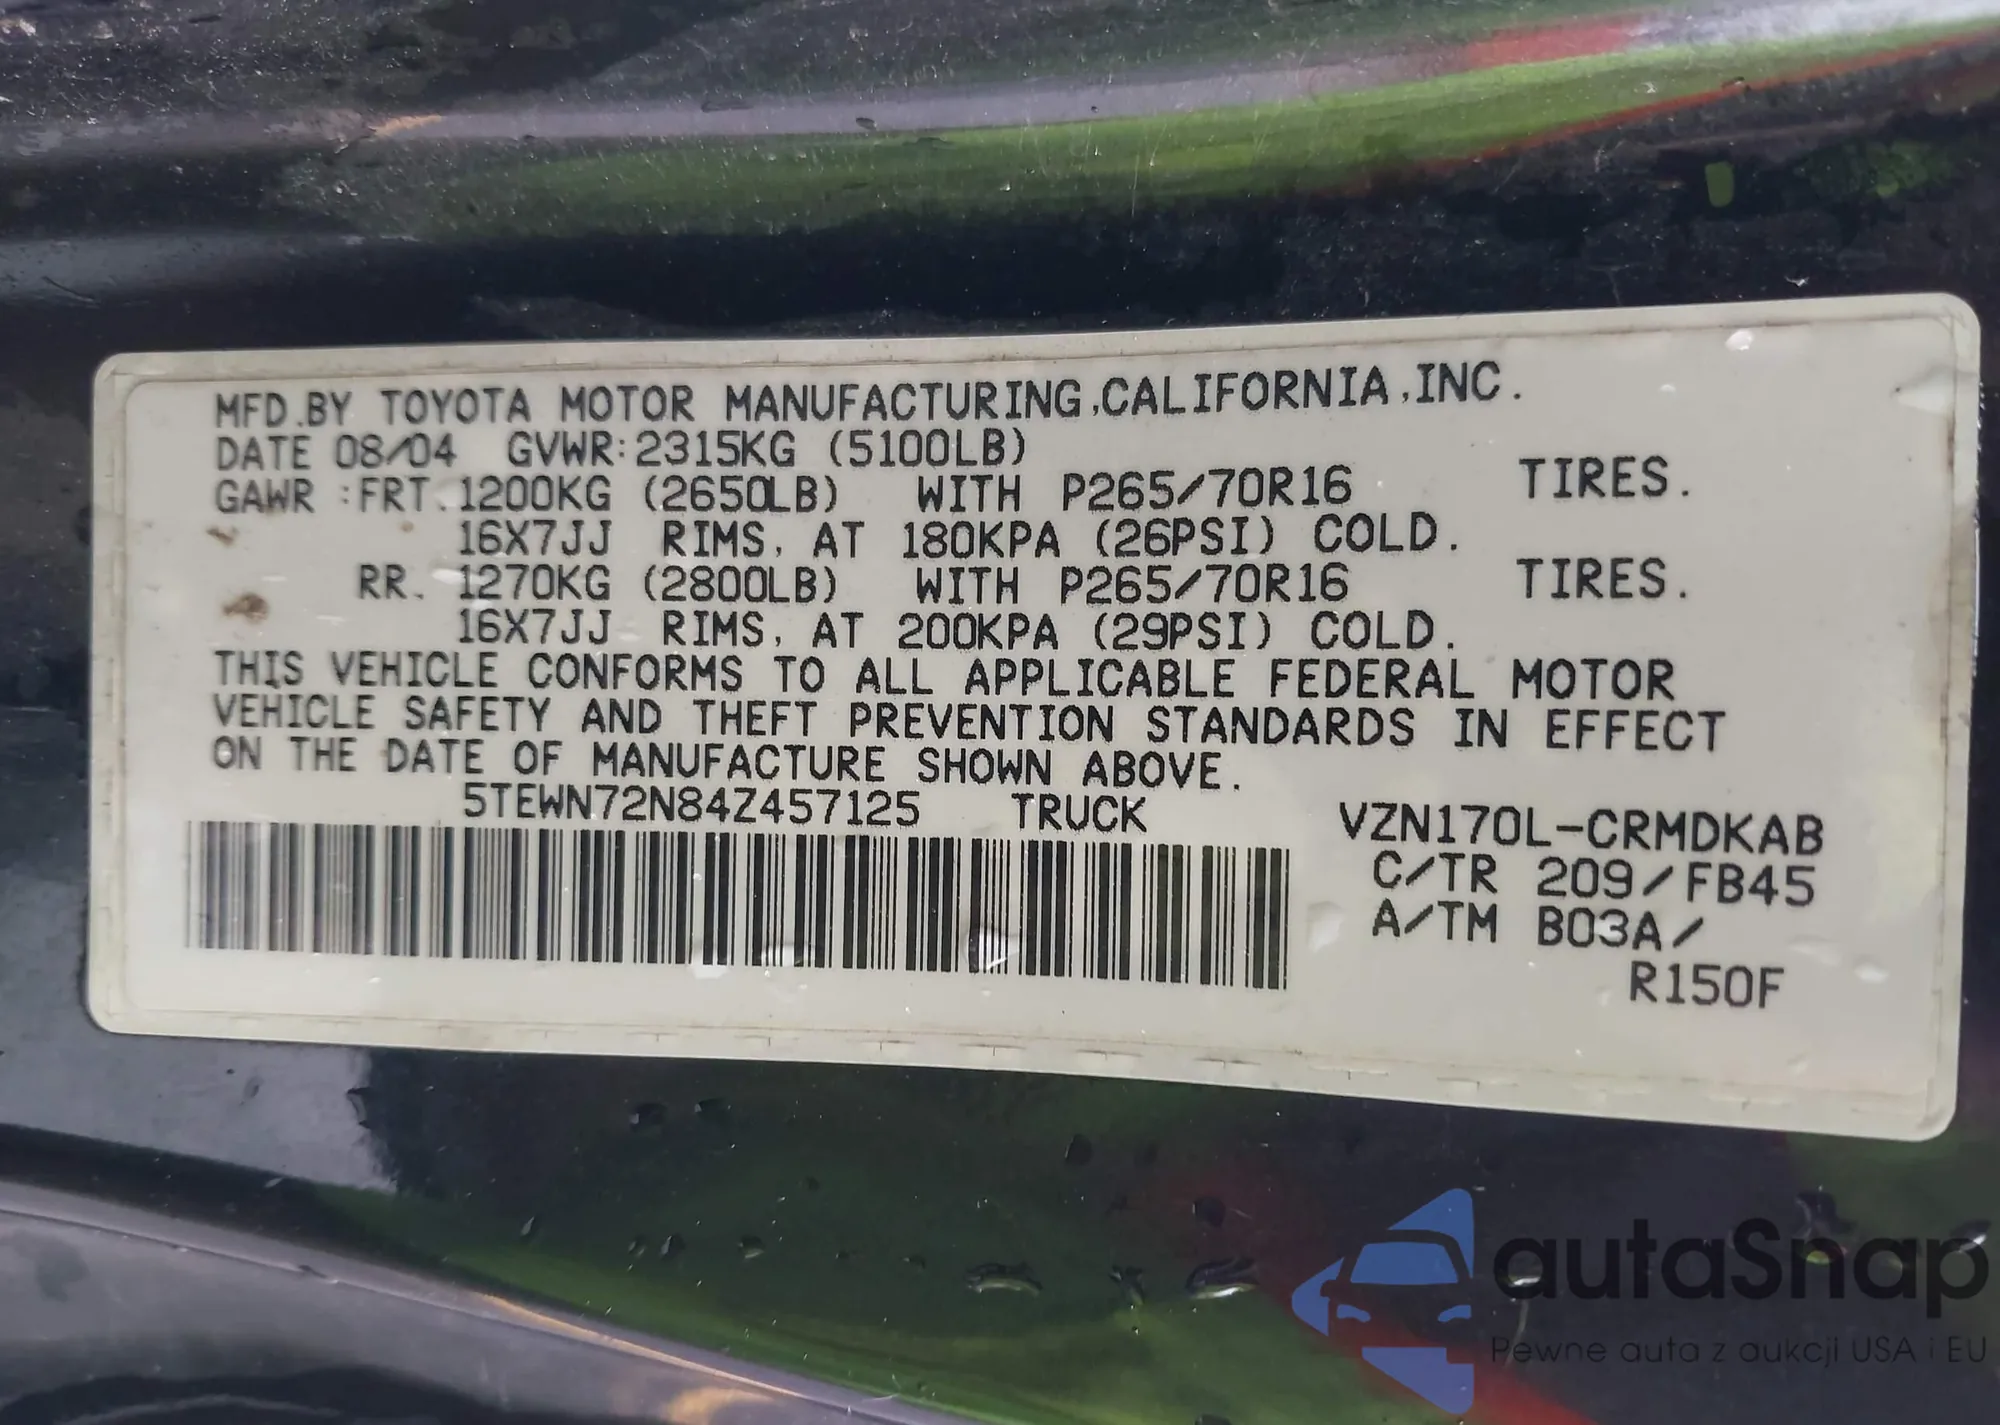 MFD.BY TOYOTA MOTOR MANUFACTURING,CALIFORNIA,INC.
DATE 08/04 GVWR:2315KG (5100LB)
GAWR :FRT. 1200KG (2650LB) WITH P265/70R16 TIRES.
16X7JJ RIMS, AT 180KPA (26PSI) COLD.
RR. 1270KG (2800LB) WITH P265/70R16 TIRES.
16X7JJ RIMS, AT 200KPA (29PSI) COLD.
THIS VEHICLE CONFORMS TO ALL APPLICABLE FEDERAL MOTOR
VEHICLE SAFETY AND THEFT PREVENTION STANDARDS IN EFFECT
ON THE DATE OF MANUFACTURE SHOWN ABOVE.
5TEWN72N84Z457125 TRUCK VZN170L-CRMDKAB
C/TR 209/FB45
A/TM B03A/
R150F
autaSnap
Pewne auta z aukcji USA i EU